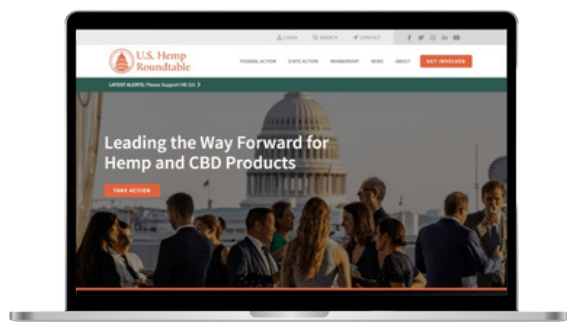 LOGIN SEARCH CONTACT
U.S. Hemp
Roundtable
FEDERAL ACTION STATE ACTION MEMBERSHIP NEWS ABOUT GET INVOLVED
LATEST ALERTS: Please Support HR
Leading the Way Forward for
Hemp and CBD Products
TAKE ACTION